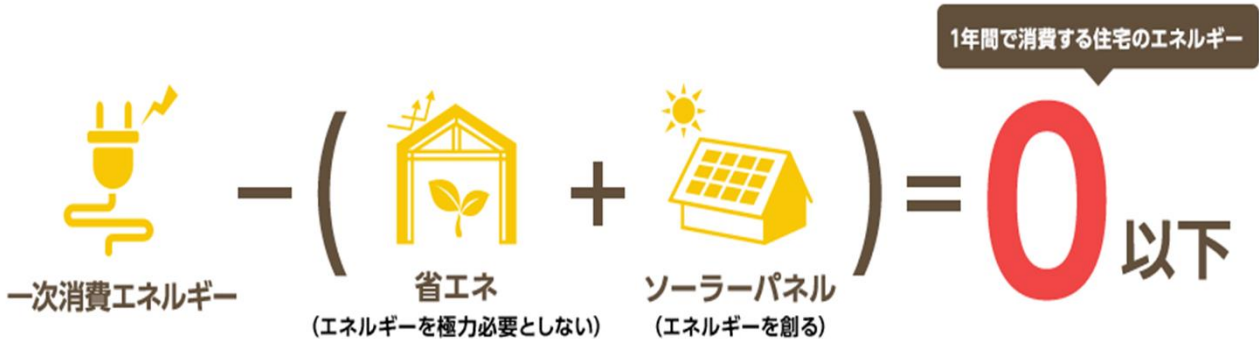 1年間で消費する住宅のエネルギー
− ( + ) = 0 以下
一次消費エネルギー
省エネ
(エネルギーを極力必要としない)
ソーラーパネル
(エネルギーを創る)